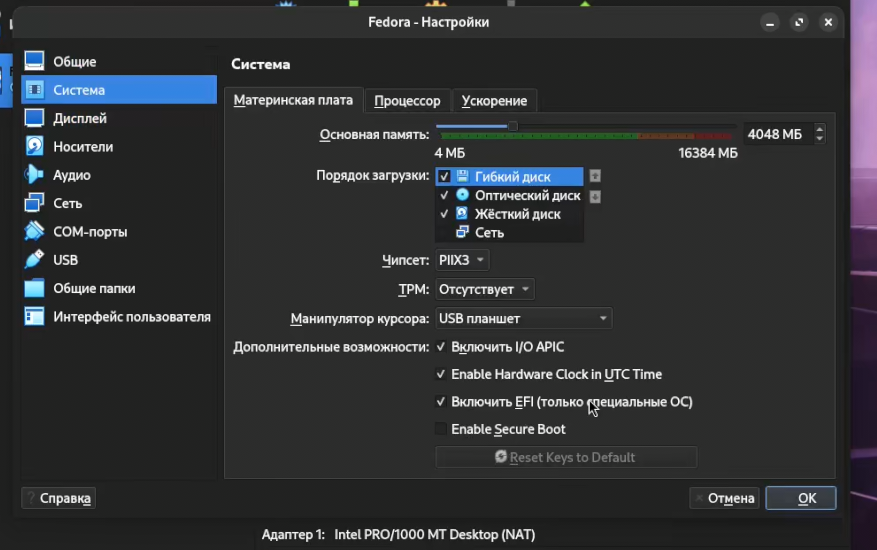 Fedora - Настройки
Общие
Система
Дисплей
Носители
Аудио
Сеть
COM-порты
USB
Общие папки
Интерфейс пользователя
Система
Материнская плата Процессор Ускорение
Основная память: 4048 МБ
4 МБ 16384 МБ
Порядок загрузки: Гибкий диск
Оптический диск
Жёсткий диск
Сеть
Чипсет: PIIX3
TPM: Отсутствует
Манипулятор курсора: USB планшет
Дополнительные возможности: Включить I/O APIC
Enable Hardware Clock in UTC Time
Включить EFI (только специальные ОС)
Enable Secure Boot
Reset Keys to Default
? Справка Отмена OK
Адаптер 1: Intel PRO/1000 MT Desktop (NAT)